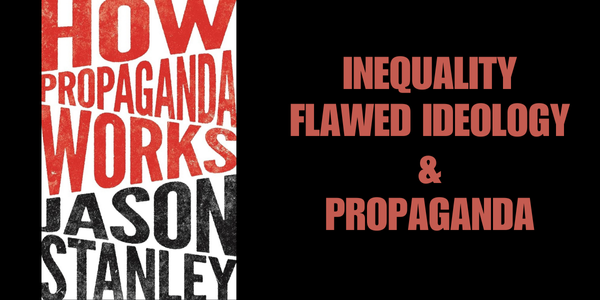 HOW
PROPAGANDA
WORKS
JASON
STANLEY
INEQUALITY
FLAWED IDEOLOGY
&
PROPAGANDA